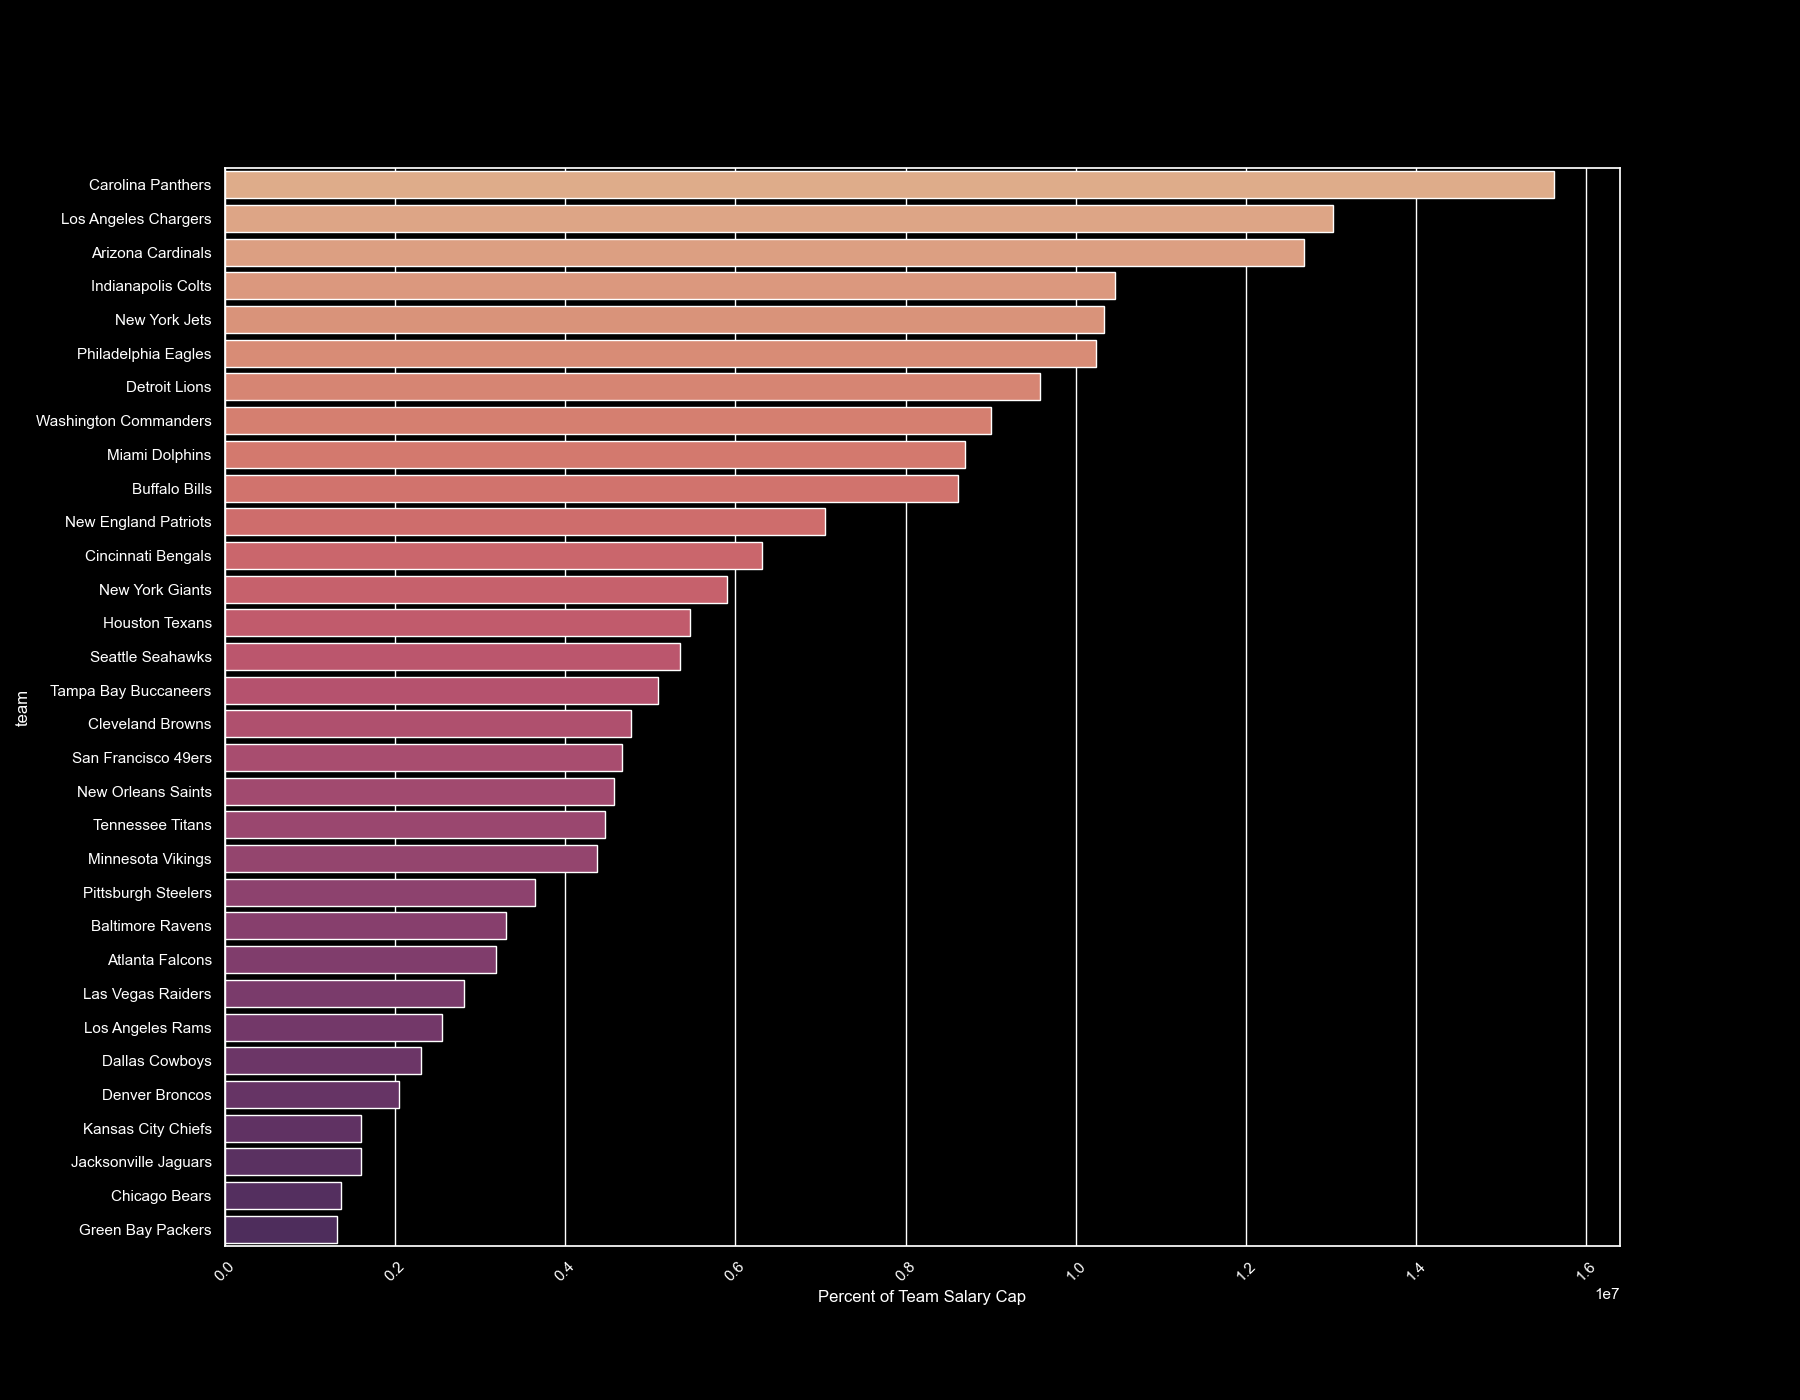 Carolina Panthers
Los Angeles Chargers
Arizona Cardinals
Indianapolis Colts
New York Jets
Philadelphia Eagles
Detroit Lions
Washington Commanders
Miami Dolphins
Buffalo Bills
New England Patriots
Cincinnati Bengals
New York Giants
Houston Texans
Seattle Seahawks
Tampa Bay Buccaneers
Cleveland Browns
San Francisco 49ers
New Orleans Saints
Tennessee Titans
Minnesota Vikings
Pittsburgh Steelers
Baltimore Ravens
Atlanta Falcons
Las Vegas Raiders
Los Angeles Rams
Dallas Cowboys
Denver Broncos
Kansas City Chiefs
Jacksonville Jaguars
Chicago Bears
Green Bay Packers
team
0.0 0.2 0.4 0.6 0.8 1.0 1.2 1.4 1.6
1e7
Percent of Team Salary Cap